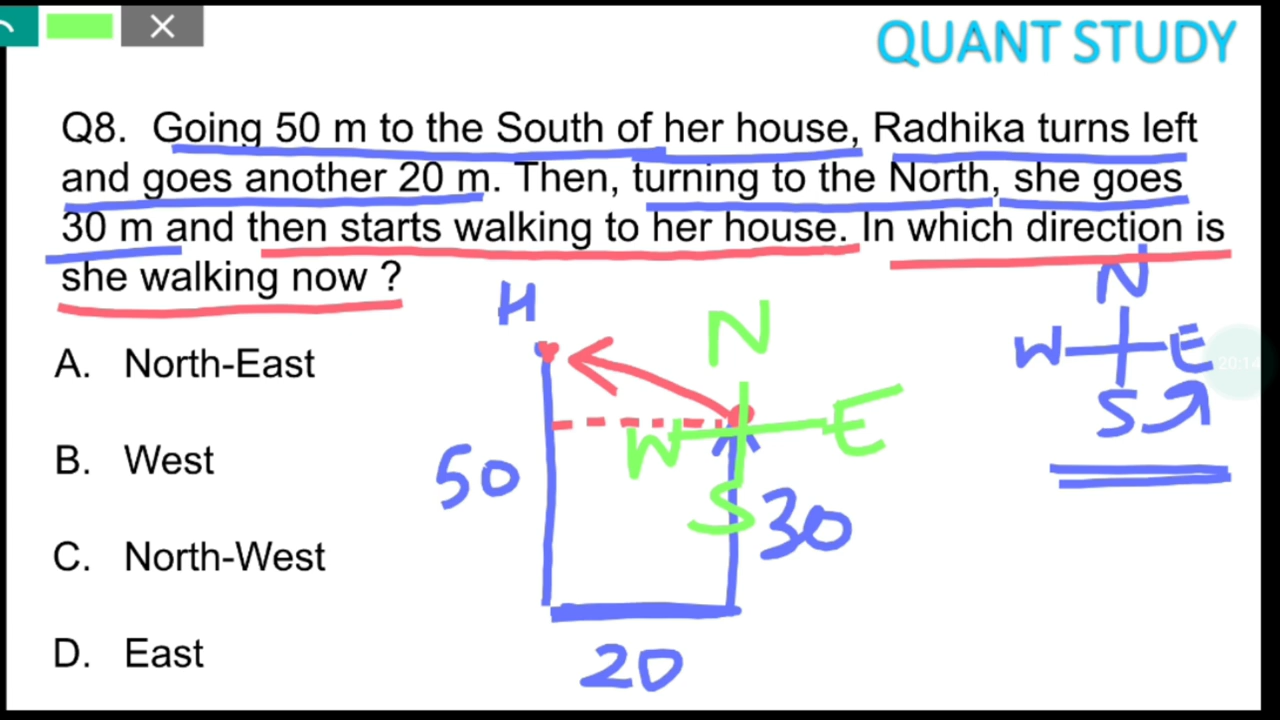 QUANT STUDY
Q8. Going 50 m to the South of her house, Radhika turns left
and goes another 20 m. Then, turning to the North, she goes
30 m and then starts walking to her house. In which direction is
she walking now ?
A. North-East
B. West
C. North-West
D. East
H
N
W E
S
50
30
20
N
W E
S
20:14